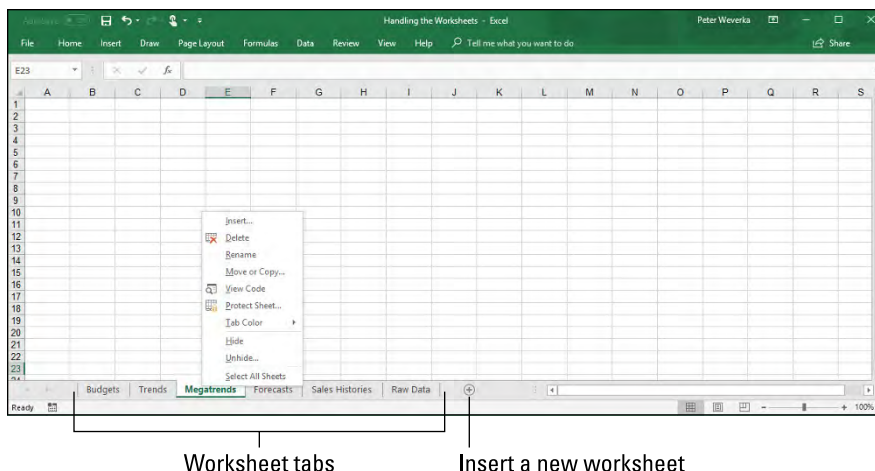 AutoSave Handling the Worksheets - Excel Peter Weverka
File Home Insert Draw Page Layout Formulas Data Review View Help Tell me what you want to do Share
E23 fx
A B C D E F G H I J K L M N O P Q R S
1
2
3
4
5
6
7
8
9
10
11
12
13
14
15
16
17
18
19
20
21
22
23
Insert...
Delete
Rename
Move or Copy...
View Code
Protect Sheet...
Tab Color
Hide
Unhide...
Select All Sheets
Budgets Trends Megatrends Forecasts Sales Histories Raw Data
Ready 100%
Worksheet tabs Insert a new worksheet